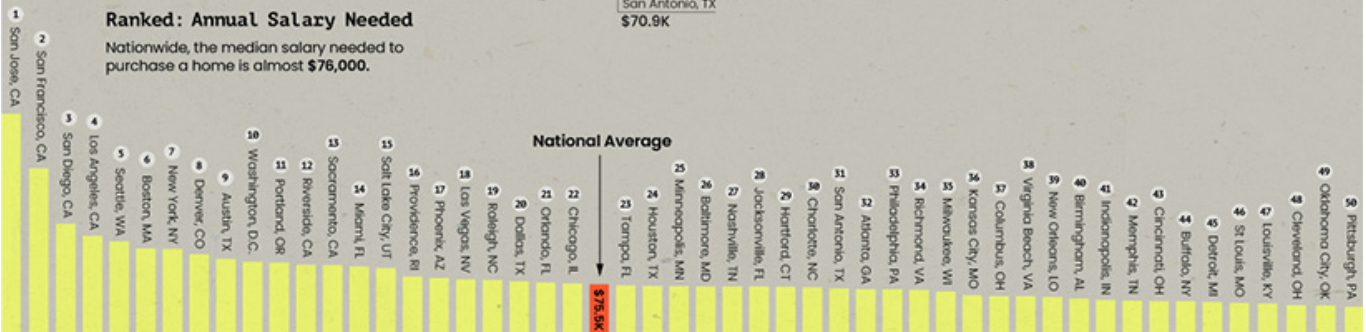 San Antonio, TX
$70.9K
Ranked: Annual Salary Needed
Nationwide, the median salary needed to
purchase a home is almost $76,000.
National Average
1 San Jose, CA
2 San Francisco, CA
3 San Diego, CA
4 Los Angeles, CA
5 Seattle, WA
6 Boston, MA
7 New York, NY
8 Denver, CO
9 Austin, TX
10 Washington, D.C.
11 Portland, OR
12 Riverside, CA
13 Sacramento, CA
14 Miami, FL
15 Salt Lake City, UT
16 Providence, RI
17 Phoenix, AZ
18 Las Vegas, NV
19 Raleigh, NC
20 Dallas, TX
21 Orlando, FL
22 Chicago, IL
$75.5K
23 Tampa, FL
24 Houston, TX
25 Minneapolis, MN
26 Baltimore, MD
27 Nashville, TN
28 Jacksonville, FL
29 Hartford, CT
30 Charlotte, NC
31 San Antonio, TX
32 Atlanta, GA
33 Philadelphia, PA
34 Richmond, VA
35 Milwaukee, WI
36 Kansas City, MO
37 Columbus, OH
38 Virginia Beach, VA
39 New Orleans, LO
40 Birmingham, AL
41 Indianapolis, IN
42 Memphis, TN
43 Cincinnati, OH
44 Buffalo, NY
45 Detroit, MI
46 St Louis, MO
47 Louisville, KY
48 Cleveland, OH
49 Oklahoma City, OK
50 Pittsburgh, PA